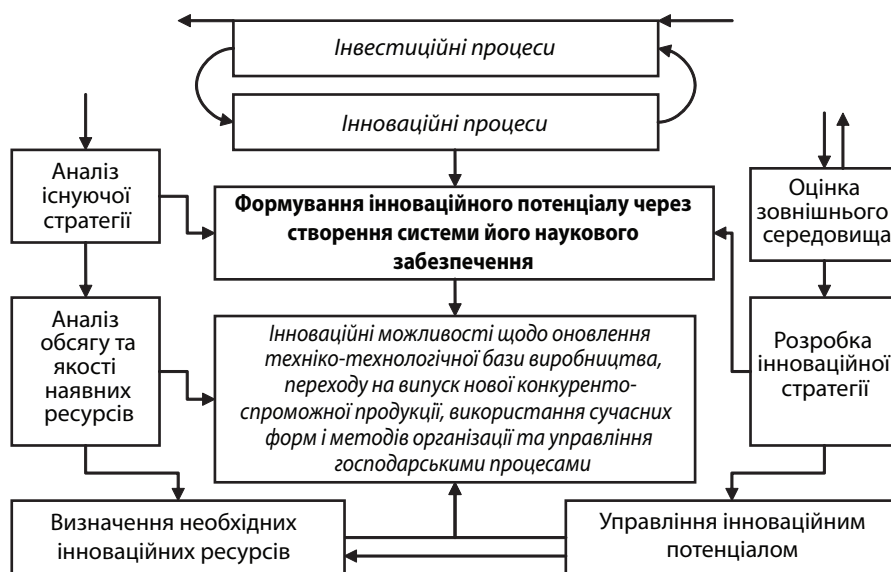 Інвестиційні процеси
Інноваційні процеси
Аналіз
існуючої
стратегії
Формування інноваційного потенціалу через
створення системи його наукового
забезпечення
Оцінка
зовнішнього
середовища
Аналіз
обсягу та
якості
наявних
ресурсів
Інноваційні можливості щодо оновлення
техніко-технологічної бази виробництва,
переходу на випуск нової конкуренто-
спроможної продукції, використання сучасних
форм і методів організації та управління
господарськими процесами
Розробка
інноваційної
стратегії
Визначення необхідних
інноваційних ресурсів
Управління інноваційним
потенціалом